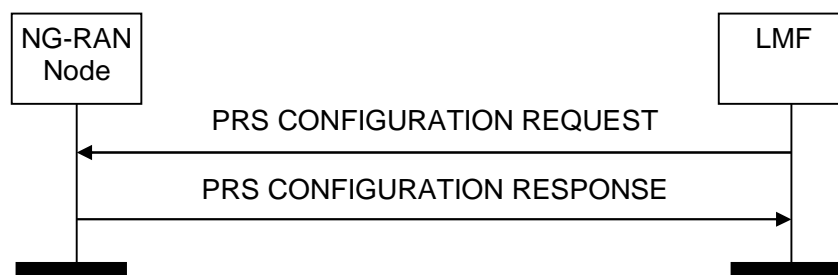 NG-RAN
Node
LMF
PRS CONFIGURATION REQUEST
PRS CONFIGURATION RESPONSE